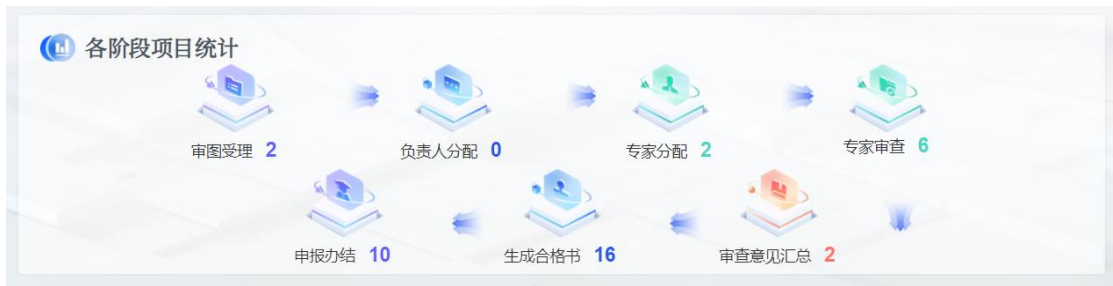 各阶段项目统计
审图受理 2
负责人分配 0
专家分配 2
专家审查 6
申报办结 10
生成合格书 16
审查意见汇总 2